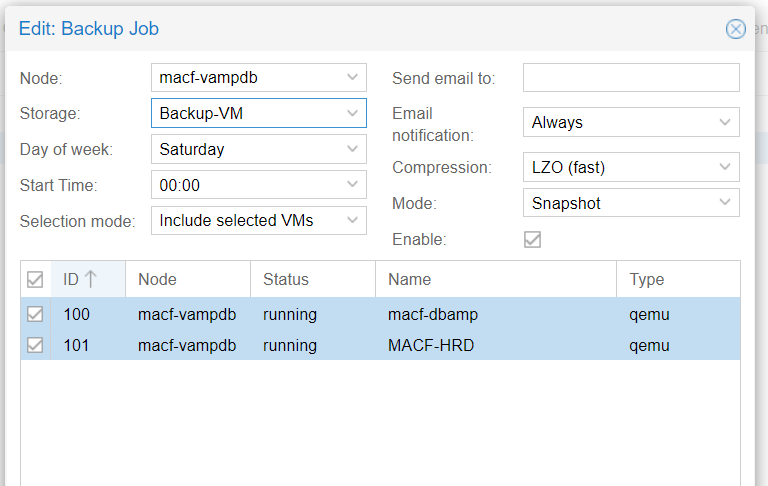 Edit: Backup Job
en
Node: macf-vampdb
Storage: Backup-VM
Day of week: Saturday
Start Time: 00:00
Selection mode: Include selected VMs
Send email to:
Email notification: Always
Compression: LZO (fast)
Mode: Snapshot
Enable:
ID Node Status Name Type
100 macf-vampdb running macf-dbamp qemu
101 macf-vampdb running MACF-HRD qemu